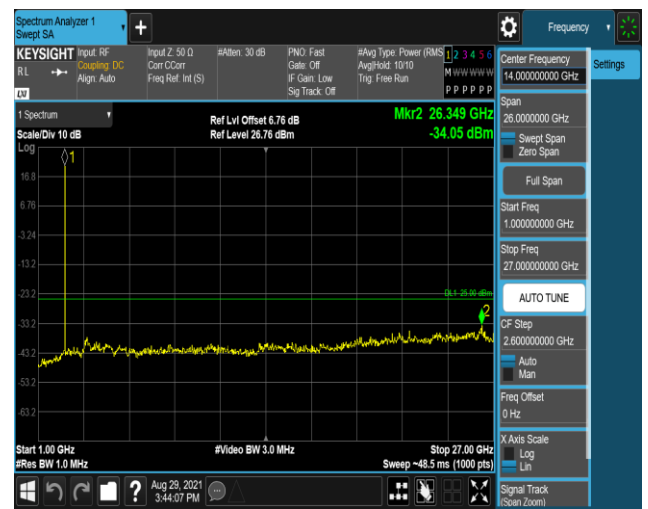 Spectrum Analyzer 1
Swept SA
+
Frequency
KEYSIGHT Input: RF Input Z: 50 Ω #Atten: 30 dB PNO: Fast #Avg Type: Power (RMS 1 2 3 4 5 6
RL Coupling: DC Corr CCorr Gate: Off Avg|Hold: 10/10 M W W W W W
Align: Auto Freq Ref: Int (S) IF Gain: Low Trig: Free Run
Sig Track: Off P P P P P P
LXI
1 Spectrum
Scale/Div 10 dB
Log
Ref Lvl Offset 6.76 dB
Ref Level 26.76 dBm
Mkr2 26.349 GHz
-34.05 dBm
1
16.8
6.76
-3.24
-13.2
-23.2
DL1 -25.00 dBm
2
-33.2
-43.2
-53.2
-63.2
Start 1.00 GHz #Video BW 3.0 MHz Stop 27.00 GHz
#Res BW 1.0 MHz Sweep ~48.5 ms (1000 pts)
?
Aug 29, 2021
3:44:07 PM
Center Frequency
14.000000000 GHz
Settings
Span
26.0000000 GHz
Swept Span
Zero Span
Full Span
Start Freq
1.000000000 GHz
Stop Freq
27.000000000 GHz
AUTO TUNE
CF Step
2.600000000 GHz
Auto
Man
Freq Offset
0 Hz
X Axis Scale
Log
Lin
Signal Track
(Span Zoom)